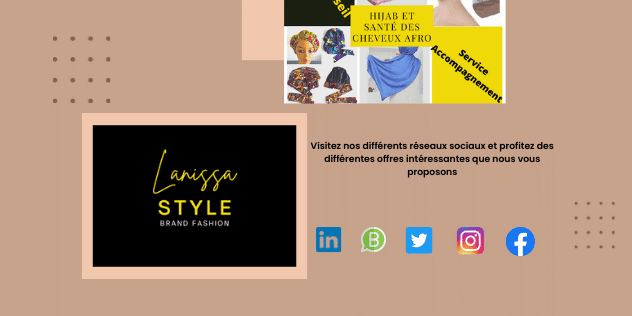 seil
HIJAB ET
SANTÉ DES
CHEVEUX AFRO
Service
Accompagnement
Visitez nos différents réseaux sociaux et profitez des
différentes offres intéressantes que nous vous
proposons
Lanissa
STYLE
BRAND FASHION
in
B
f